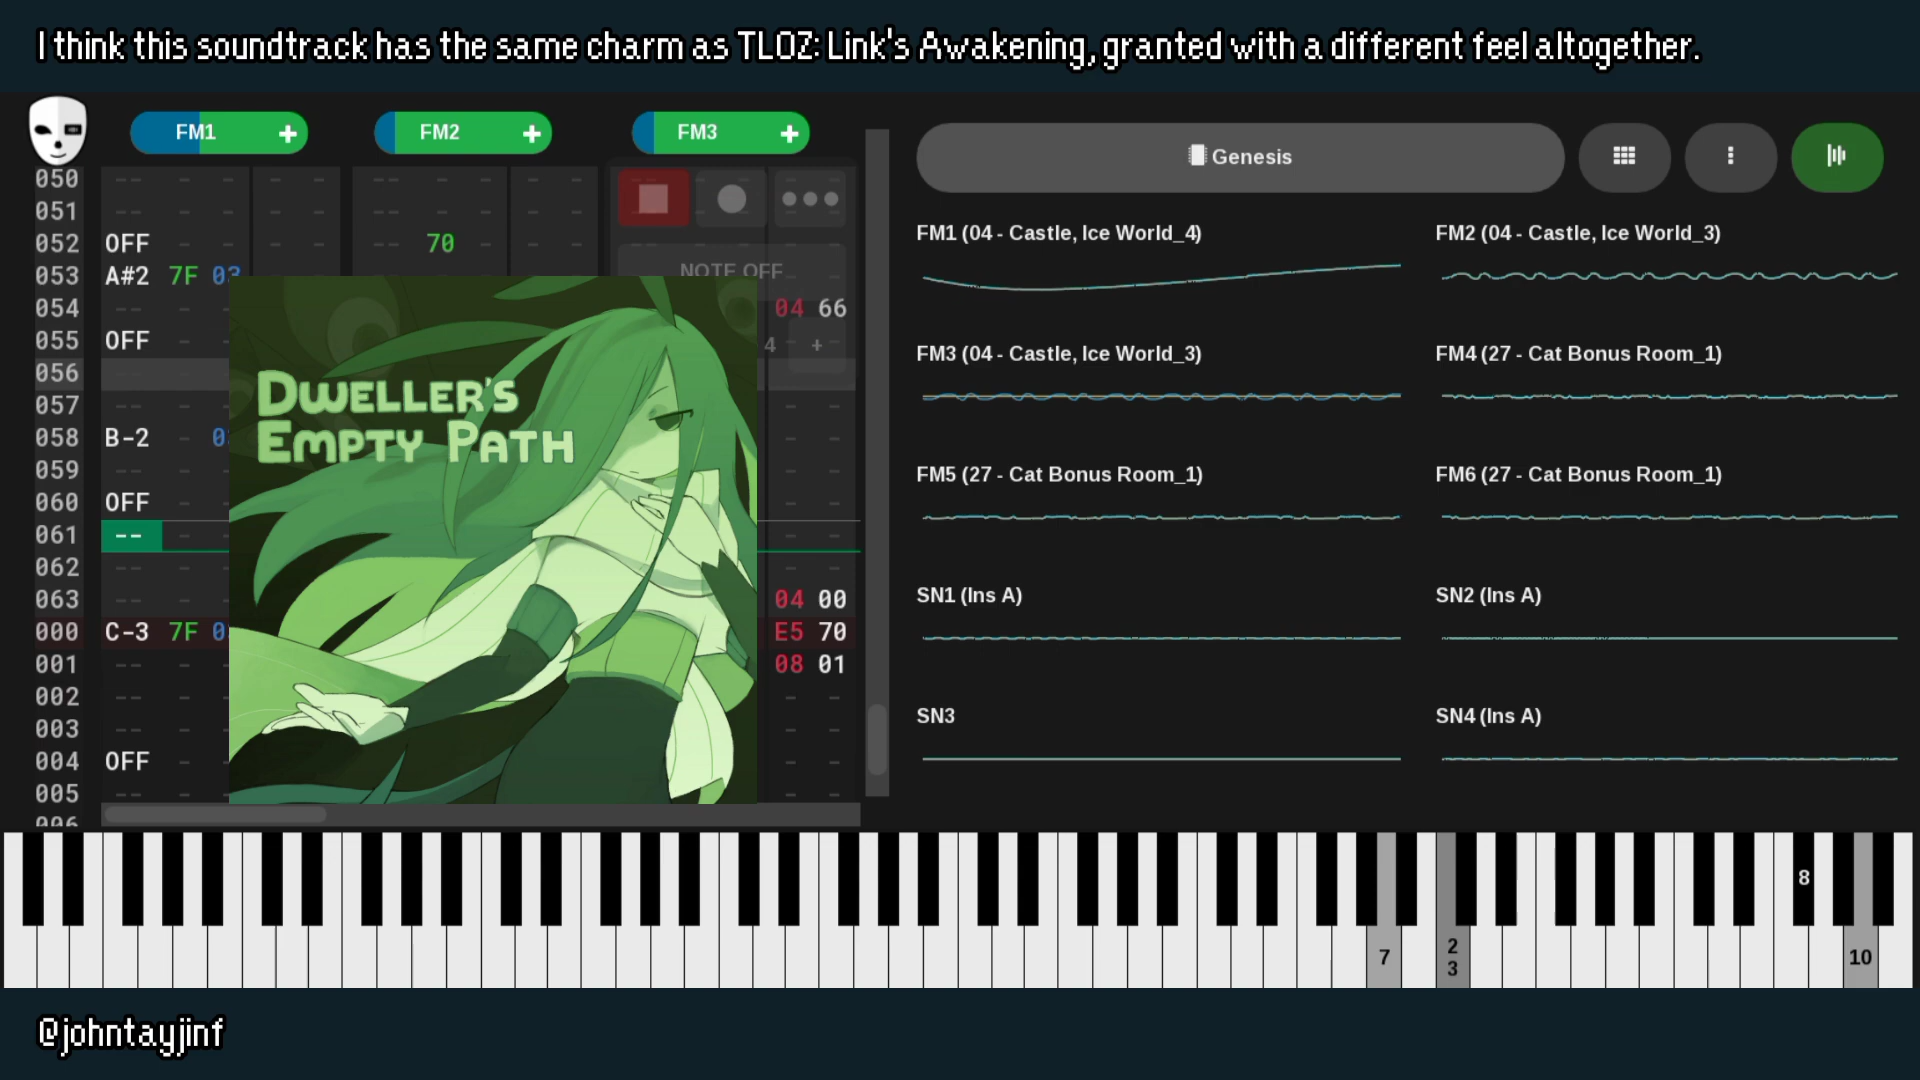 I think this soundtrack has the same charm as TLOZ: Link's Awakening, granted with a different feel altogether.
FM1 +
FM2 +
FM3 +
Genesis
050 -- - - - - -- - - - -
051 -- - - - - -- - - - -
052 OFF - - - - -- 70 - - -
NOTE OFF
053 A#2 7F 03
054 -- - 04 66
055 OFF - 4 +
056
057 -- - - -
058 B-2 - - -
059 -- - - -
060 OFF - - -
061 -- - - -
062 -- - - -
063 -- - 04 00
000 C-3 7F E5 70
001 -- - 08 01
002 -- - - -
003 -- - - -
004 OFF - - -
005 -- - - -
006
DWELLER'S
EMPTY PATH
FM1 (04 - Castle, Ice World_4)
FM2 (04 - Castle, Ice World_3)
FM3 (04 - Castle, Ice World_3)
FM4 (27 - Cat Bonus Room_1)
FM5 (27 - Cat Bonus Room_1)
FM6 (27 - Cat Bonus Room_1)
SN1 (Ins A)
SN2 (Ins A)
SN3
SN4 (Ins A)
7
2
3
8
10
@johntayjinf